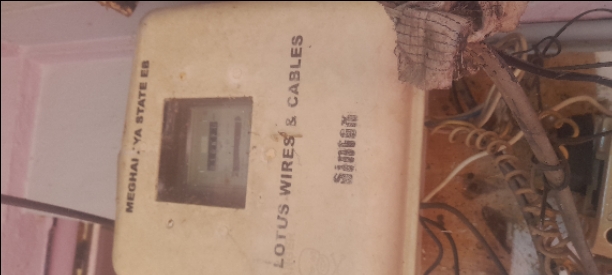 MEGHALAYA STATE EB
LOTUS WIRES & CABLES
Sintex